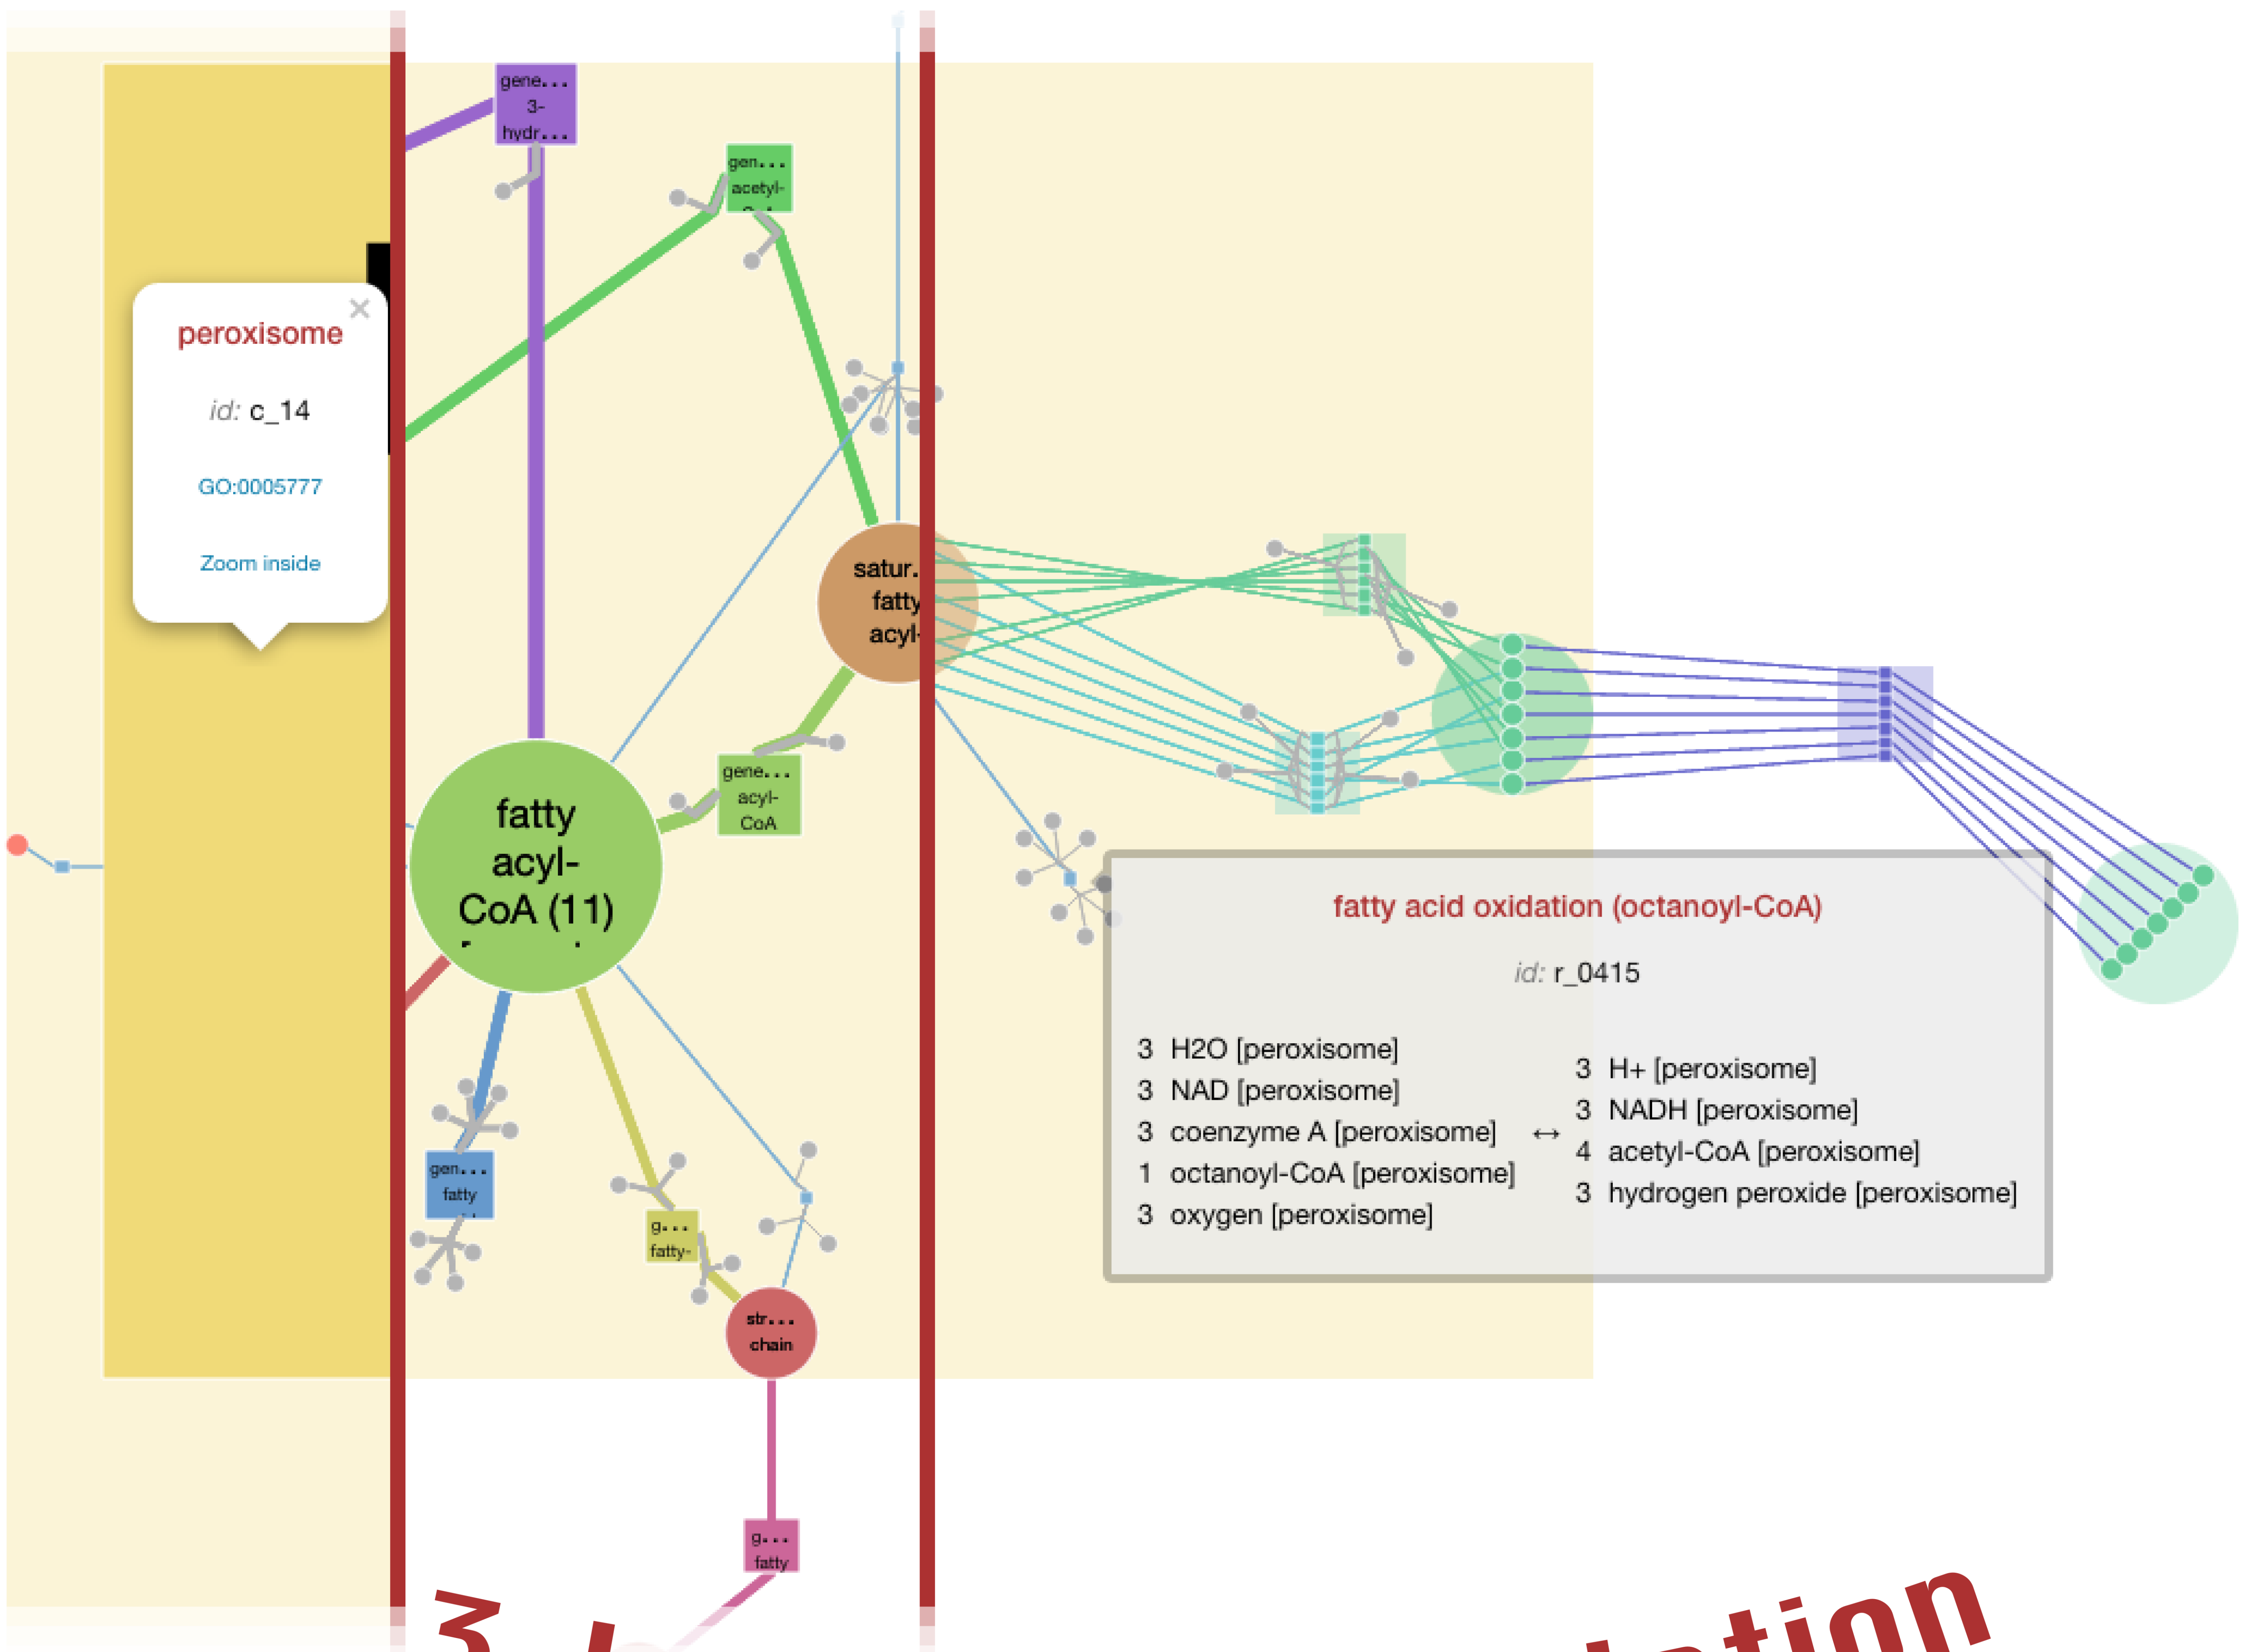 gene...
3-
hydr...
gen...
acetyl-
peroxisome
id: c_14
GO:0005777
Zoom inside
satur.
fatty
acyl-
gene...
acyl-
CoA
fatty
acyl-
CoA (11)
fatty acid oxidation (octanoyl-CoA)
id: r_0415
3 H2O [peroxisome]
3 NAD [peroxisome]
3 coenzyme A [peroxisome]
1 octanoyl-CoA [peroxisome]
3 oxygen [peroxisome]
↔
3 H+ [peroxisome]
3 NADH [peroxisome]
4 acetyl-CoA [peroxisome]
3 hydrogen peroxide [peroxisome]
gen...
fatty
g...
fatty-
str...
chain
g...
fatty